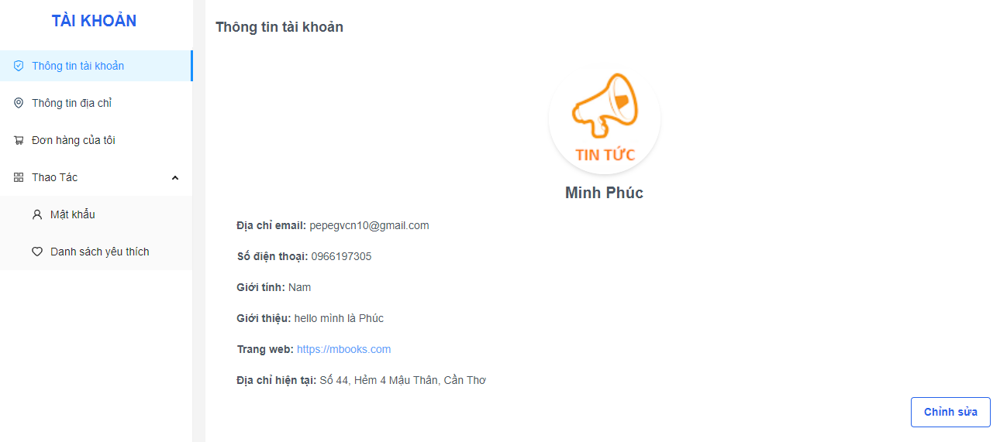 TÀI KHOẢN
Thông tin tài khoản
Thông tin địa chỉ
Đơn hàng của tôi
Thao Tác
Mật khẩu
Danh sách yêu thích
Thông tin tài khoản
TIN TỨC
Minh Phúc
Địa chỉ email: pepegvcn10@gmail.com
Số điện thoại: 0966197305
Giới tính: Nam
Giới thiệu: hello mình là Phúc
Trang web: https://mbooks.com
Địa chỉ hiện tại: Số 44, Hẻm 4 Mậu Thân, Cần Thơ
Chỉnh sửa